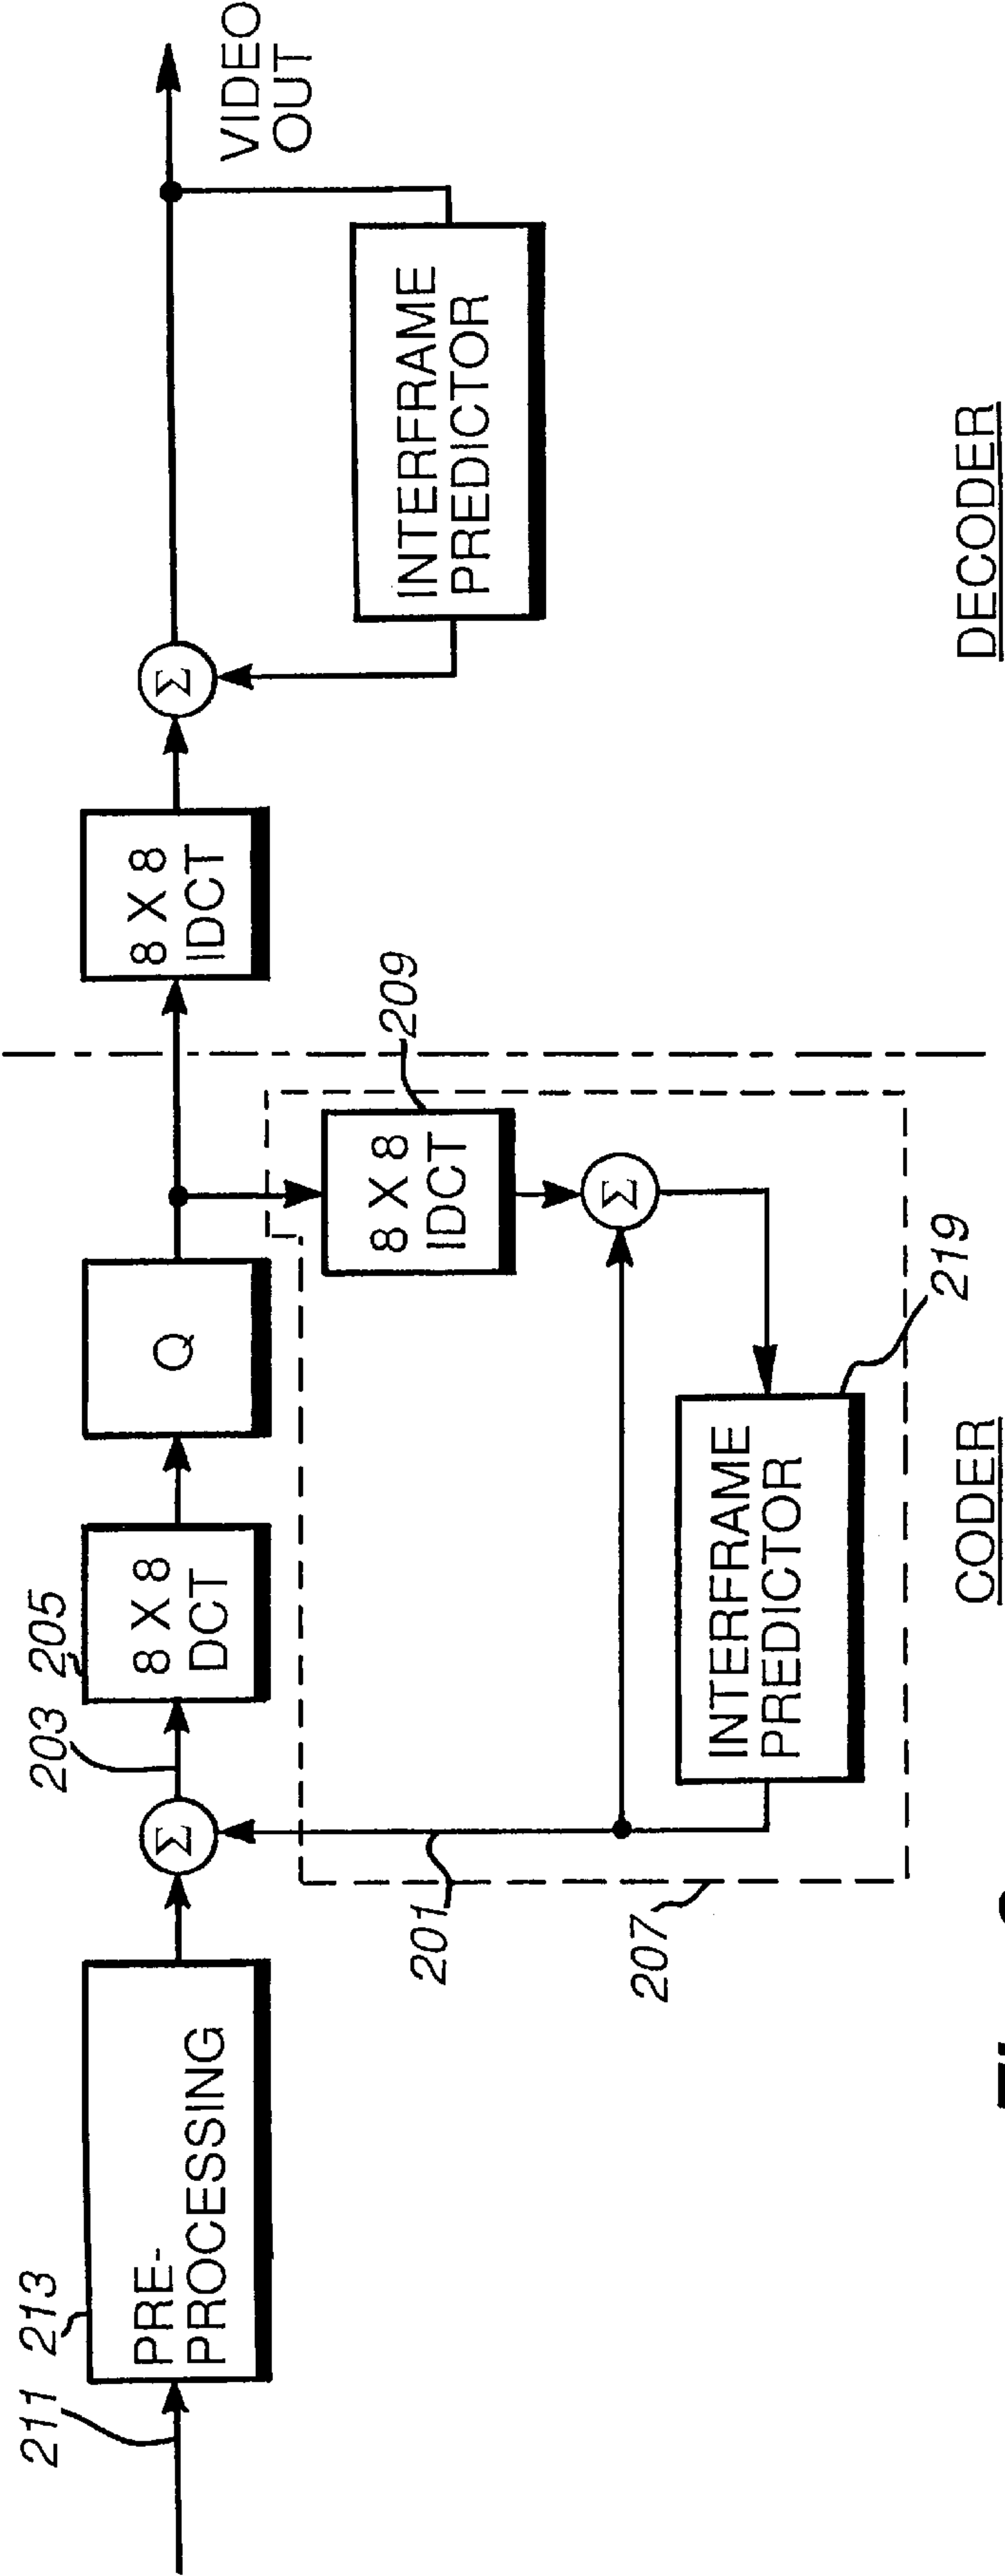 211
213
PRE-
PROCESSING
Σ
203
205
8 X 8
DCT
Q
8 X 8
IDCT
Σ
VIDEO
OUT
INTERFRAME
PREDICTOR
201
207
8 X 8
IDCT
209
Σ
INTERFRAME
PREDICTOR
219
CODER
DECODER